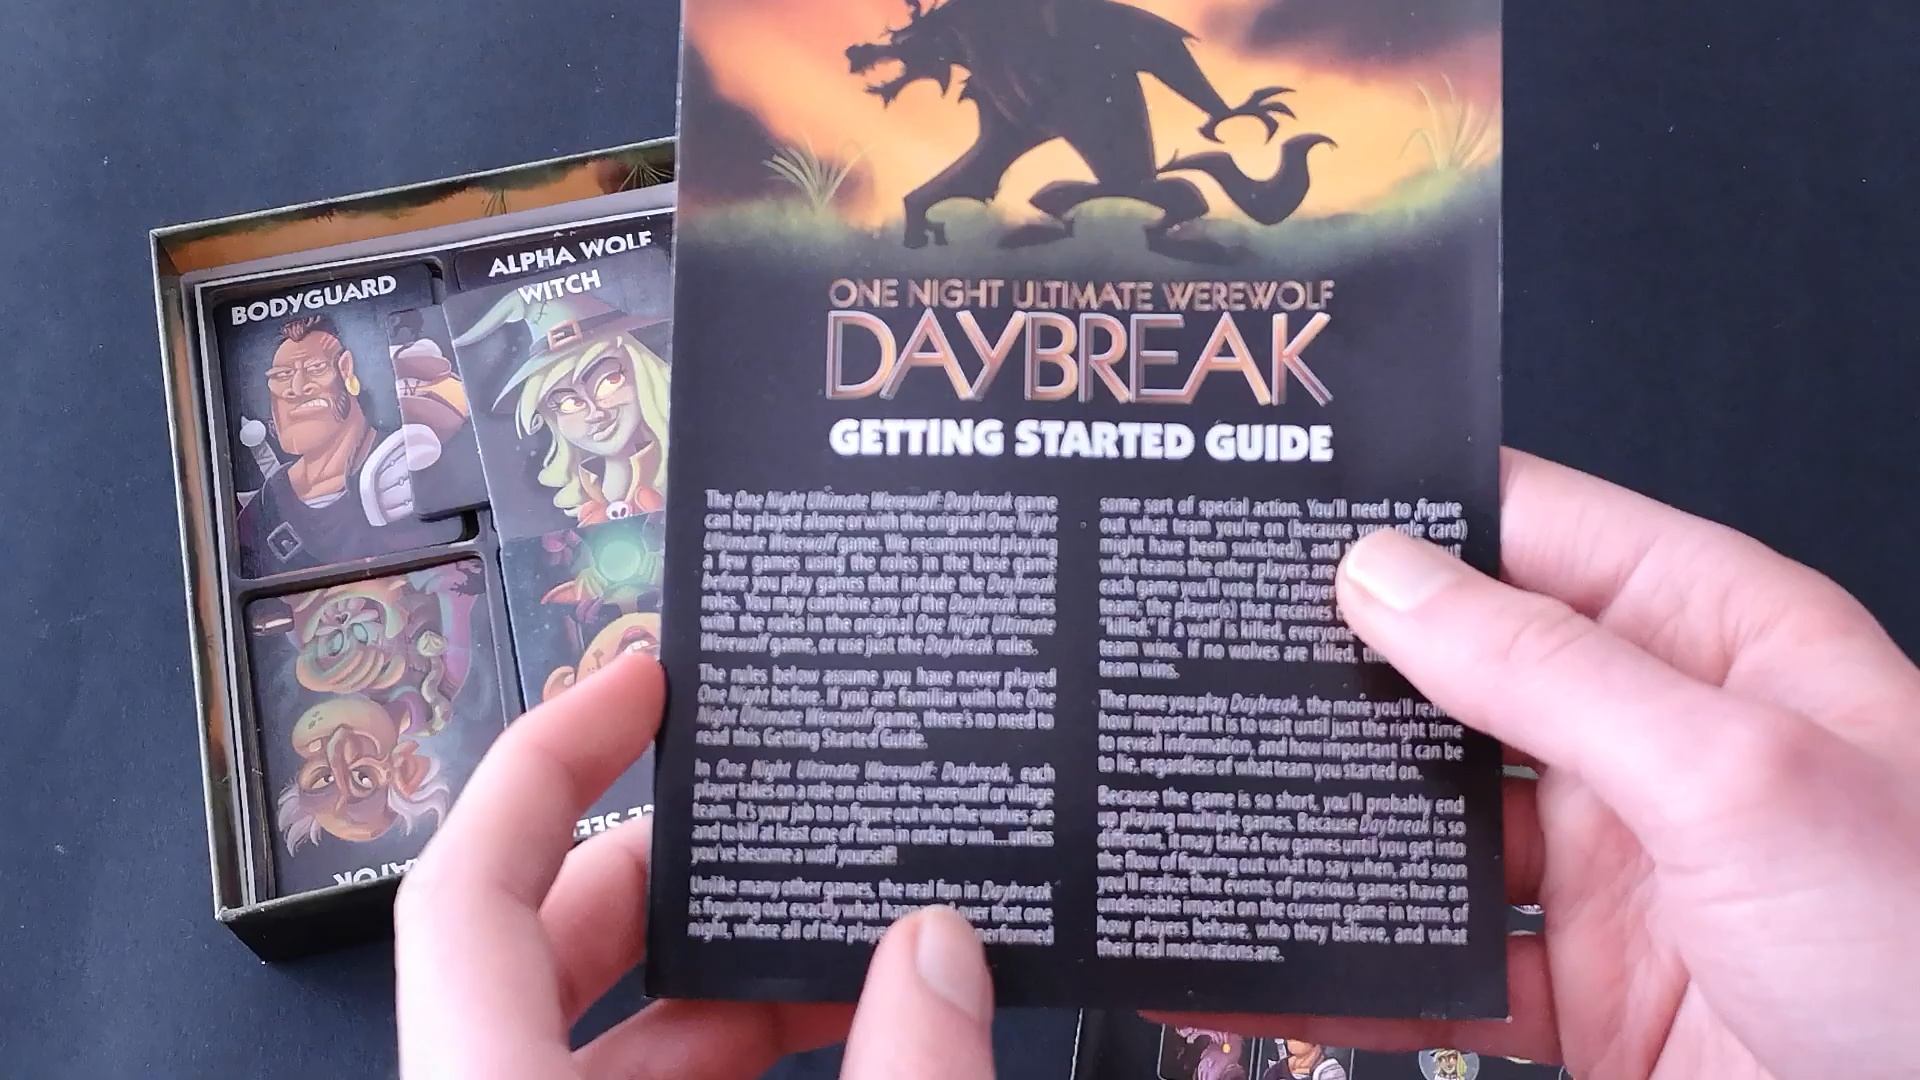 BODYGUARD
ALPHA WOLF
WITCH
ONE NIGHT ULTIMATE WEREWOLF
DAYBREAK
GETTING STARTED GUIDE
The One Night Ultimate Werewolf: Daybreak game
can be played alone or with the original One Night
Ultimate Werewolf game. We recommend playing
a few games using the roles in the base game
before you play games that include the Daybreak
roles. You may combine any of the Daybreak roles
with the roles in the original One Night Ultimate
Werewolf game, or use just the Daybreak roles.
The rules below assume you have never played
One Night before. If you are familiar with the One
Night Ultimate Werewolf game, there's no need to
read this Getting Started Guide.
In One Night Ultimate Werewolf: Daybreak, each
player takes on a role on either the werewolf or village
team. It's your job to to figure out who the wolves are
and to kill at least one of them in order to win....unless
you've become a wolf yourself!
Unlike many other games, the real fun in Daybreak
is figuring out exactly what over that one
night, where all of the performed
some sort of special action. You'll need to figure
out what team you're on (because your role card)
might have been switched), and
what teams the other players are
each game you'll vote for a player
team; the player(s) that receives
"killed." If a wolf is killed, everyone
team wins. If no wolves are killed, the
team wins.
The more you play Daybreak, the more you'll
how important it is to wait until just the right time
to reveal information, and how important it can be
to lie, regardless of what team you started on.
Because the game is so short, you'll probably end
up playing multiple games. Because Daybreak is so
different, it may take a few games until you get into
the flow of figuring out what to say when, and soon
you'll realize that events of previous games have an
undeniable impact on the current game in terms of
how players behave, who they believe, and what
their real motivations are.